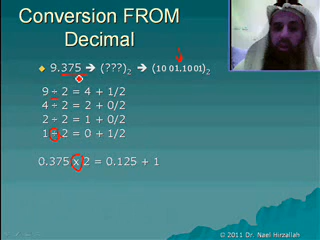 Conversion FROM
Decimal
9.375 → (???)₂ → (10 01.1001)₂
9 ÷ 2 = 4 + 1/2
4 ÷ 2 = 2 + 0/2
2 ÷ 2 = 1 + 0/2
1 ÷ 2 = 0 + 1/2
0.375 x 2 = 0.125 + 1
© 2011 Dr. Nael Hirzallah